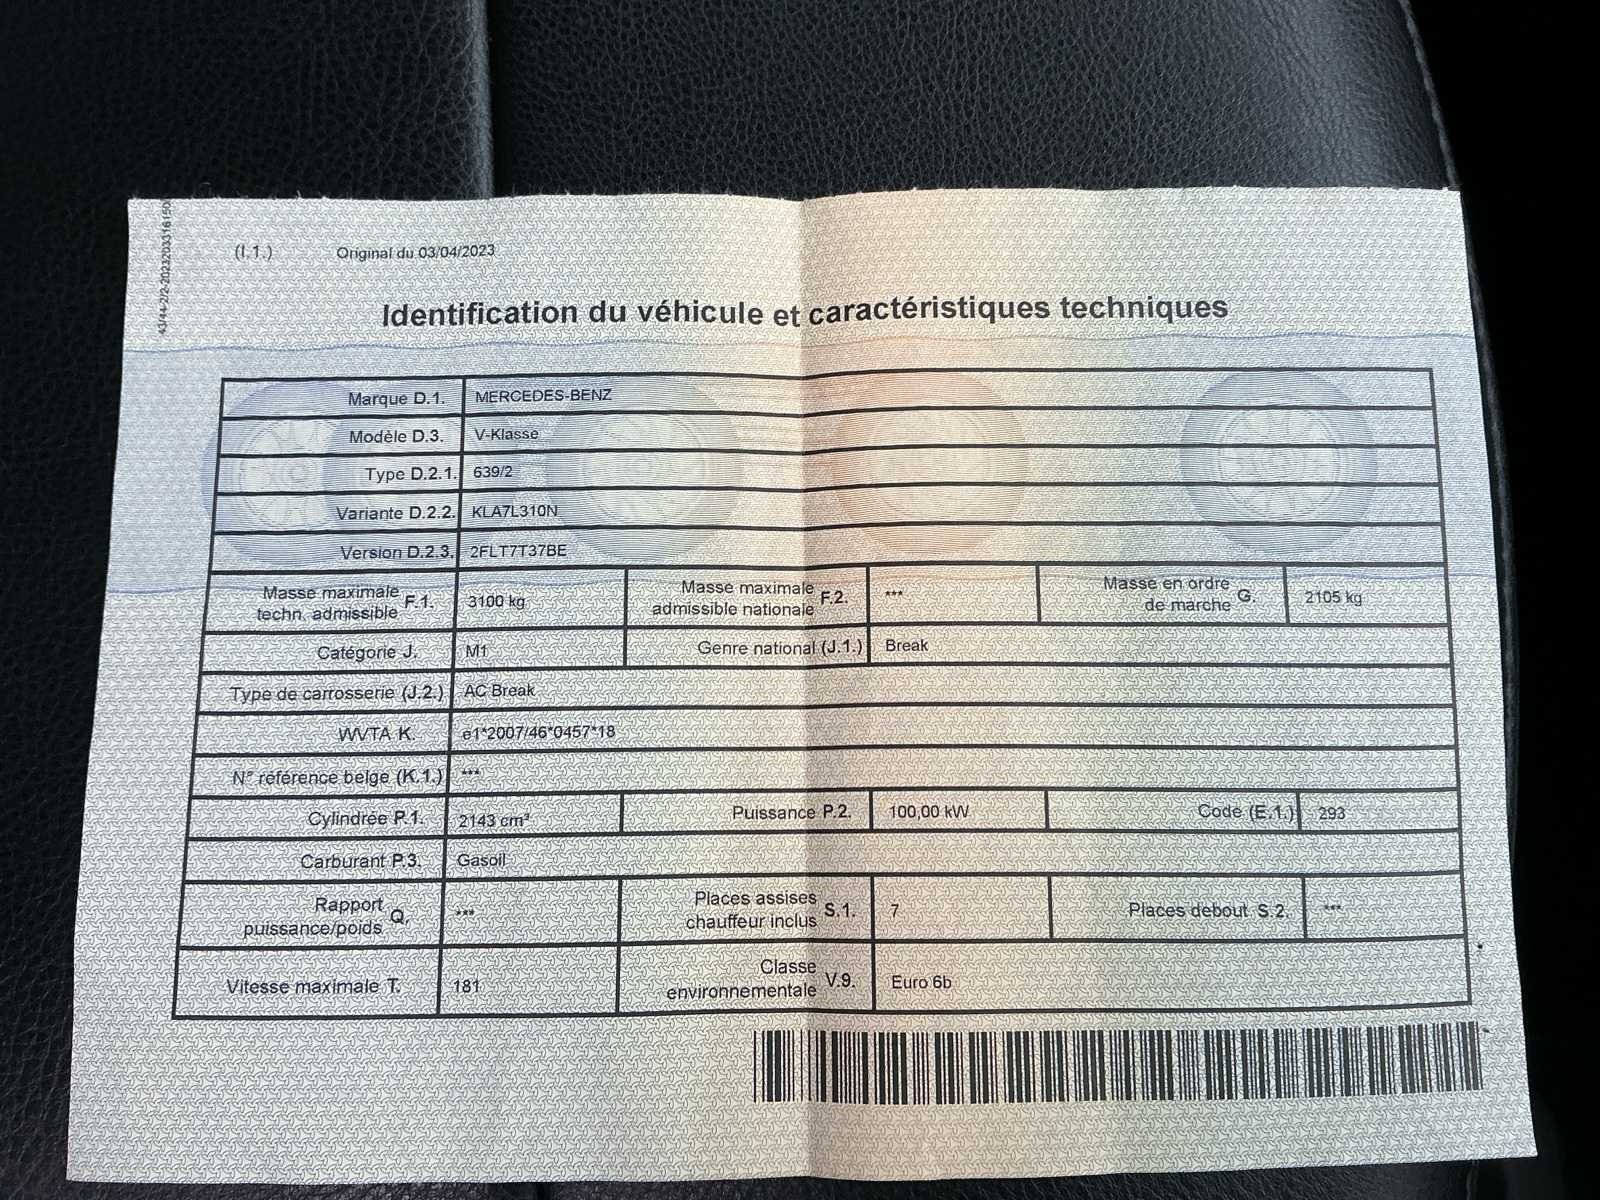 43/44-2/2-2023203316150
(I.1.) Original du 03/04/2023
Identification du véhicule et caractéristiques techniques
Marque D.1. MERCEDES-BENZ
Modèle D.3. V-Klasse
Type D.2.1. 639/2
Variante D.2.2. KLA7L310N
Version D.2.3. 2FLT7T37BE
Masse maximale techn. admissible F.1. 3100 kg Masse maximale admissible nationale F.2. *** Masse en ordre de marche G. 2105 kg
Catégorie J. M1 Genre national (J.1.) Break
Type de carrosserie (J.2.) AC Break
WVTA K. e1*2007/46*0457*18
N° référence belge (K.1.) ***
Cylindrée P.1. 2143 cm³ Puissance P.2. 100,00 kW Code (E.1.) 293
Carburant P.3. Gasoil
Rapport puissance/poids Q. *** Places assises chauffeur inclus S.1. 7 Places debout S.2. ***
Vitesse maximale T. 181 Classe environnementale V.9. Euro 6b